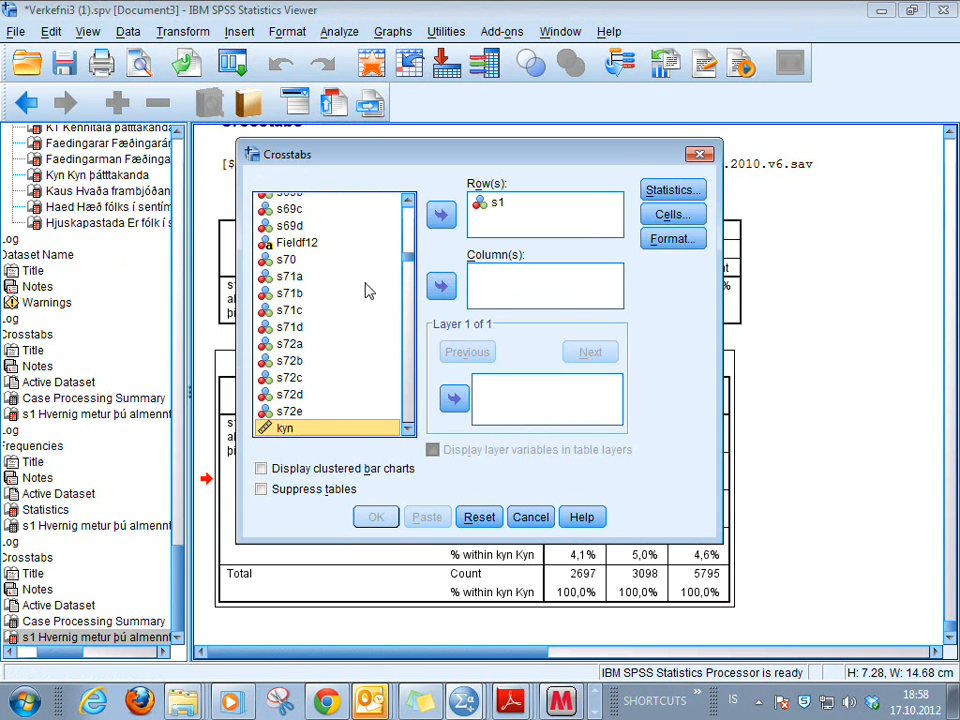 *Verkefni3 (1).spv [Document3] - IBM SPSS Statistics Viewer
File Edit View Data Transform Insert Format Analyze Graphs Utilities Add-ons Window Help
K1 Kennitala þátttakanda
Faedingarar Fæðingarár
Faedingarman Fæðinga
Kyn Kyn þátttakanda
Kaus Hvaða frambjóðan
Haed Hæð fólks í sentím
Hjuskapastada Er fólk í s
Log
Dataset Name
Title
Notes
Warnings
Log
Crosstabs
Title
Notes
Active Dataset
Case Processing Summary
s1 Hvernig metur þú almennt
Log
Frequencies
Title
Notes
Active Dataset
Statistics
s1 Hvernig metur þú almennt
Log
Crosstabs
Title
Notes
Active Dataset
Case Processing Summary
s1 Hvernig metur þú almennt
Crosstabs
.2010.v6.sav
Crosstabs
s69c
s69d
Fieldf12
s70
s71a
s71b
s71c
s71d
s72a
s72b
s72c
s72d
s72e
kyn
Row(s):
s1
Column(s):
Layer 1 of 1
Previous Next
Display layer variables in table layers
Statistics...
Cells...
Format...
Display clustered bar charts
Suppress tables
OK Paste Reset Cancel Help
% within kyn Kyn 4,1% 5,0% 4,6%
Total Count 2697 3098 5795
% within kyn Kyn 100,0% 100,0% 100,0%
IBM SPSS Statistics Processor is ready H: 7.28, W: 14.68 cm
SHORTCUTS IS 18:58
17.10.2012